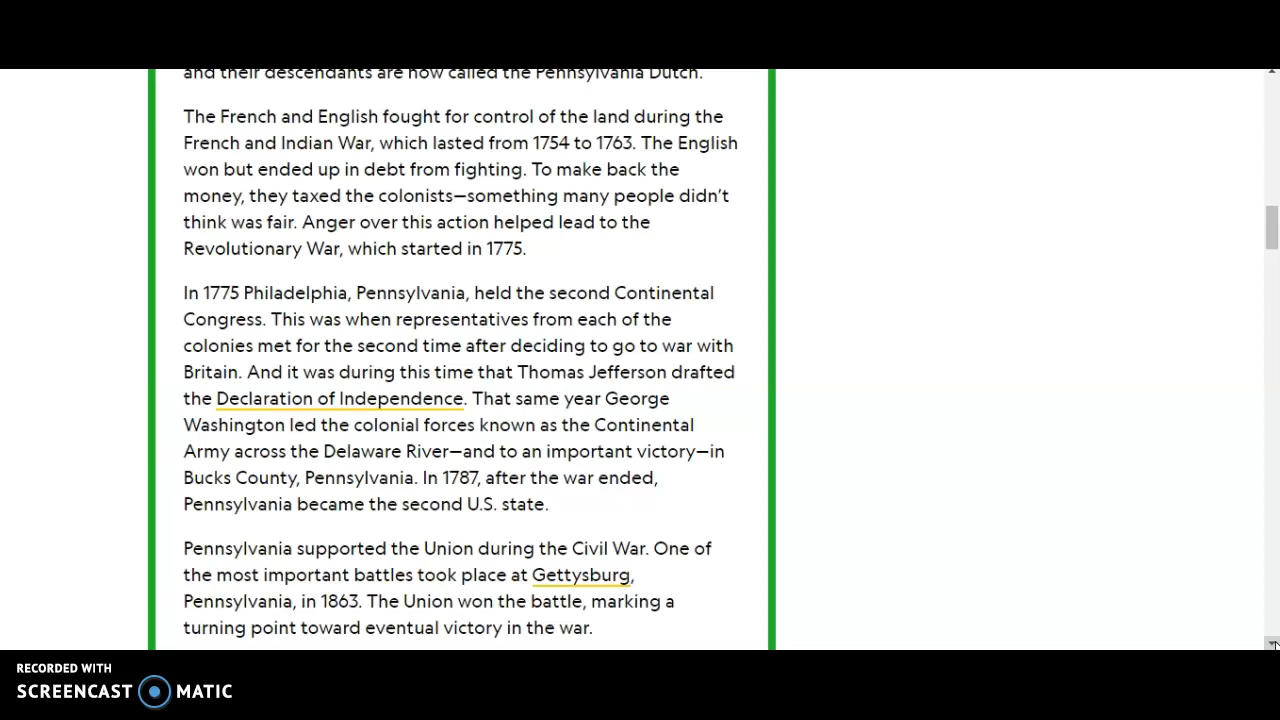 and their descendants are now called the Pennsylvania Dutch.
The French and English fought for control of the land during the
French and Indian War, which lasted from 1754 to 1763. The English
won but ended up in debt from fighting. To make back the
money, they taxed the colonists—something many people didn't
think was fair. Anger over this action helped lead to the
Revolutionary War, which started in 1775.
In 1775 Philadelphia, Pennsylvania, held the second Continental
Congress. This was when representatives from each of the
colonies met for the second time after deciding to go to war with
Britain. And it was during this time that Thomas Jefferson drafted
the Declaration of Independence. That same year George
Washington led the colonial forces known as the Continental
Army across the Delaware River—and to an important victory—in
Bucks County, Pennsylvania. In 1787, after the war ended,
Pennsylvania became the second U.S. state.
Pennsylvania supported the Union during the Civil War. One of
the most important battles took place at Gettysburg,
Pennsylvania, in 1863. The Union won the battle, marking a
turning point toward eventual victory in the war.
RECORDED WITH
SCREENCAST MATIC